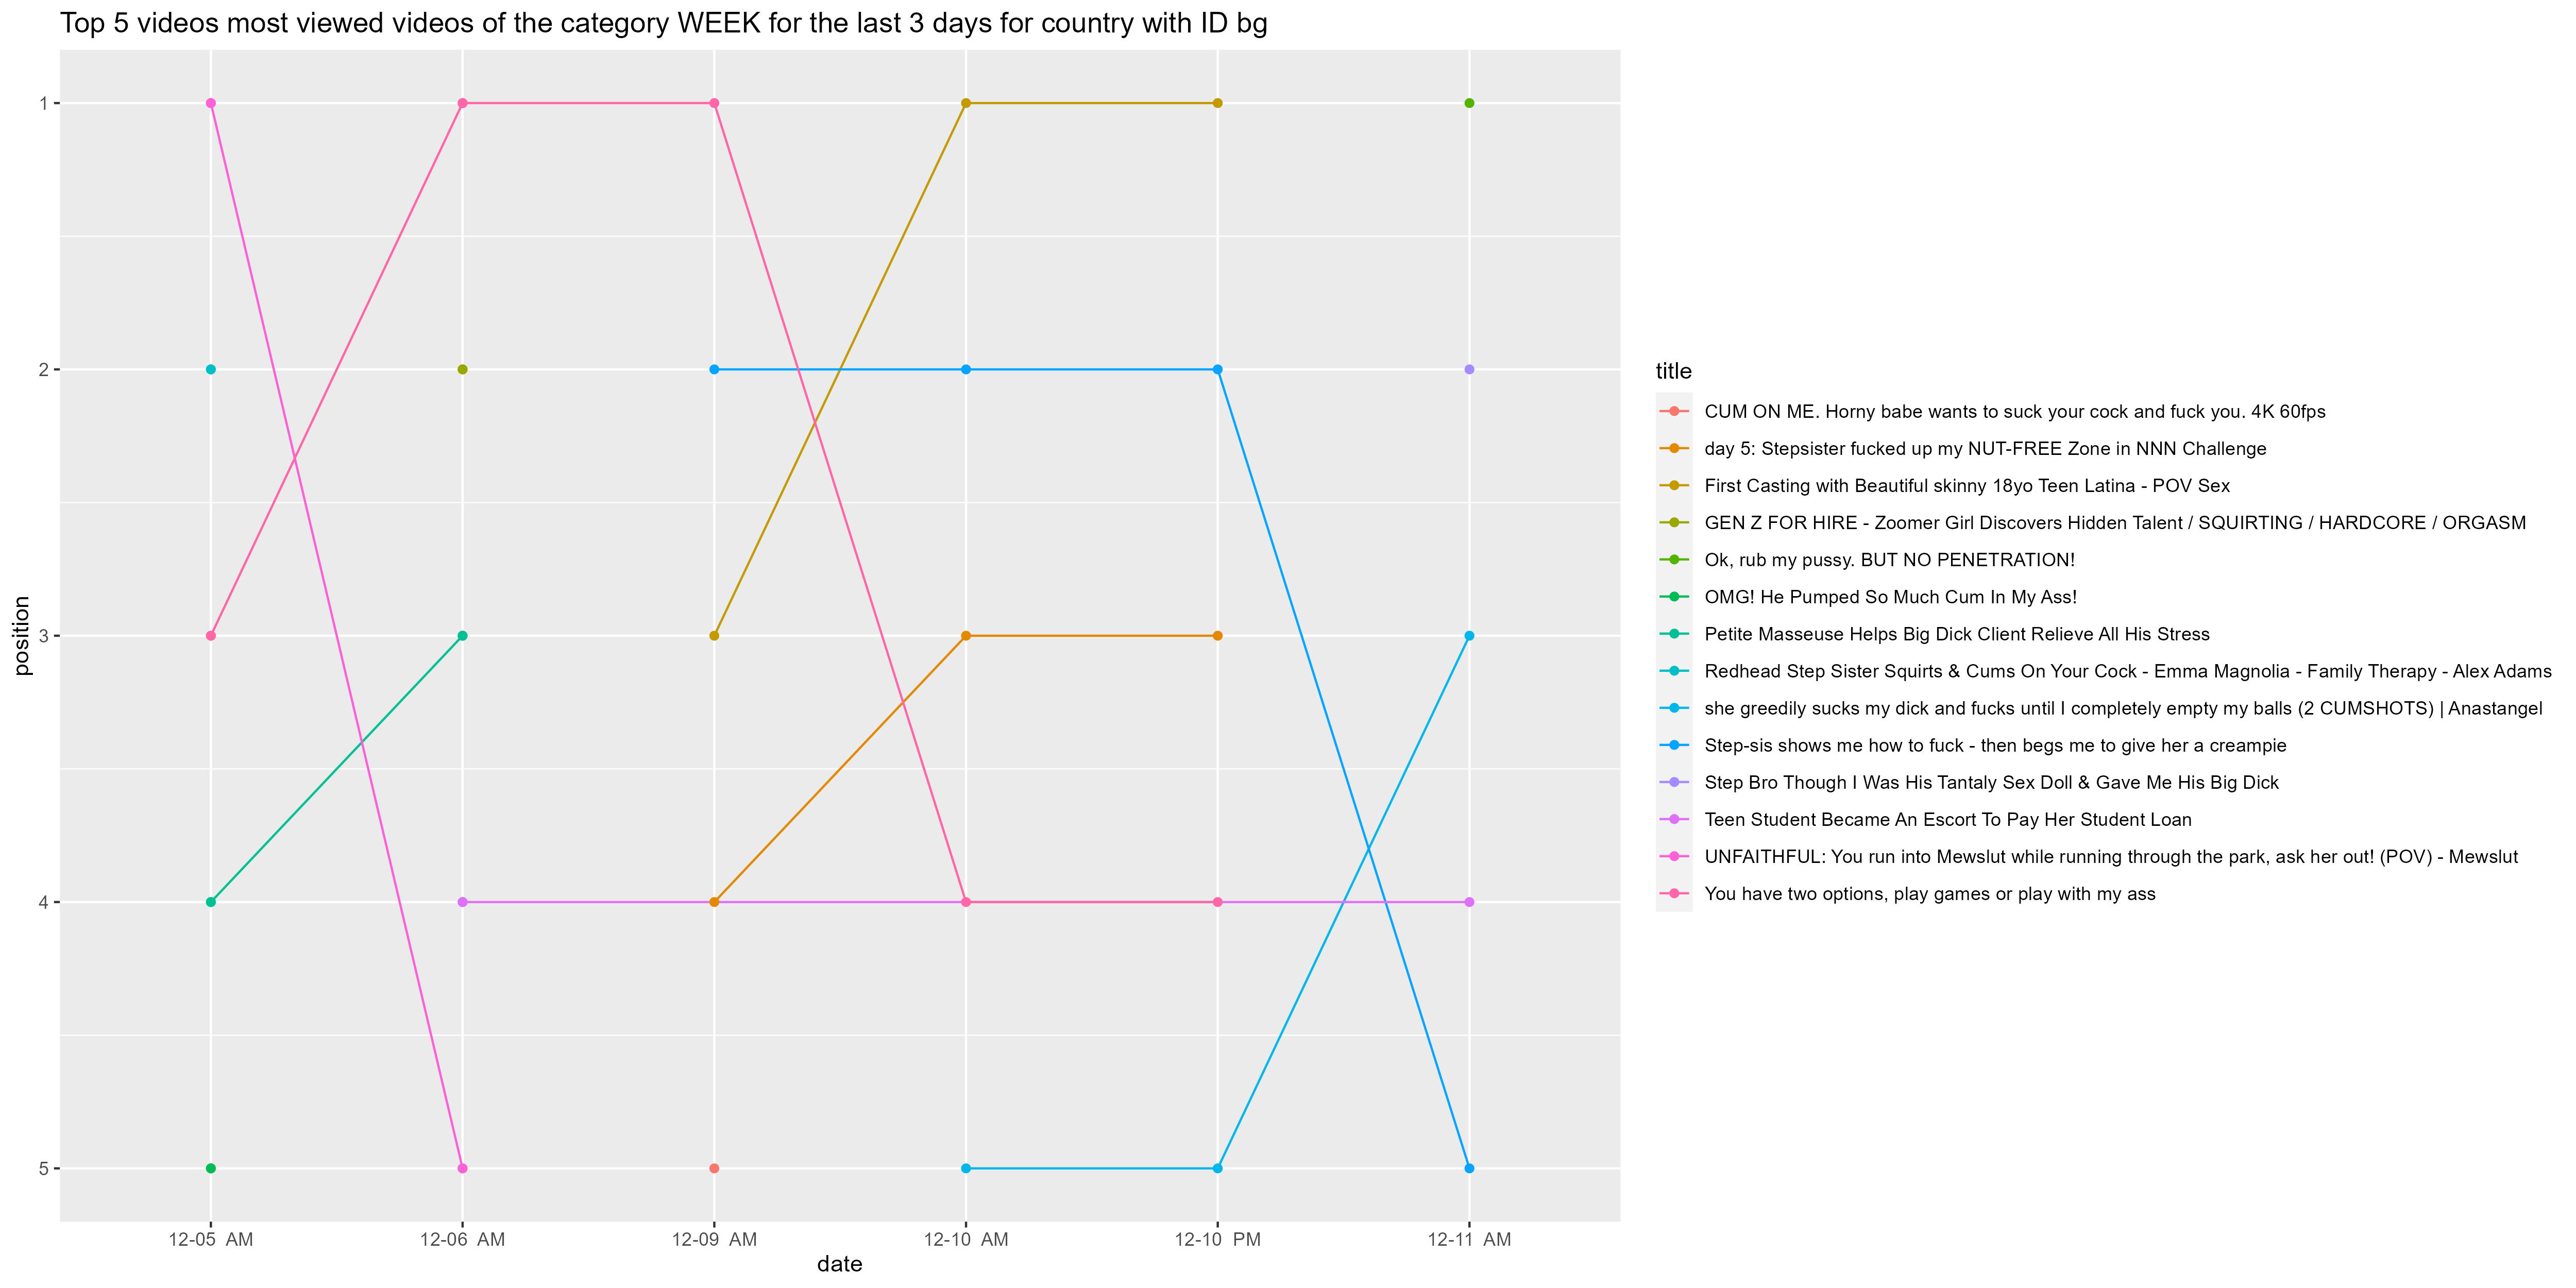 Top 5 videos most viewed videos of the category WEEK for the last 3 days for country with ID bg
position
1
2
3
4
5
12-05 AM
12-06 AM
12-09 AM
12-10 AM
12-10 PM
12-11 AM
date
title
CUM ON ME. Horny babe wants to suck your cock and fuck you. 4K 60fps
day 5: Stepsister fucked up my NUT-FREE Zone in NNN Challenge
First Casting with Beautiful skinny 18yo Teen Latina - POV Sex
GEN Z FOR HIRE - Zoomer Girl Discovers Hidden Talent / SQUIRTING / HARDCORE / ORGASM
Ok, rub my pussy. BUT NO PENETRATION!
OMG! He Pumped So Much Cum In My Ass!
Petite Masseuse Helps Big Dick Client Relieve All His Stress
Redhead Step Sister Squirts & Cums On Your Cock - Emma Magnolia - Family Therapy - Alex Adams
she greedily sucks my dick and fucks until I completely empty my balls (2 CUMSHOTS) | Anastangel
Step-sis shows me how to fuck - then begs me to give her a creampie
Step Bro Though I Was His Tantaly Sex Doll & Gave Me His Big Dick
Teen Student Became An Escort To Pay Her Student Loan
UNFAITHFUL: You run into Mewslut while running through the park, ask her out! (POV) - Mewslut
You have two options, play games or play with my ass